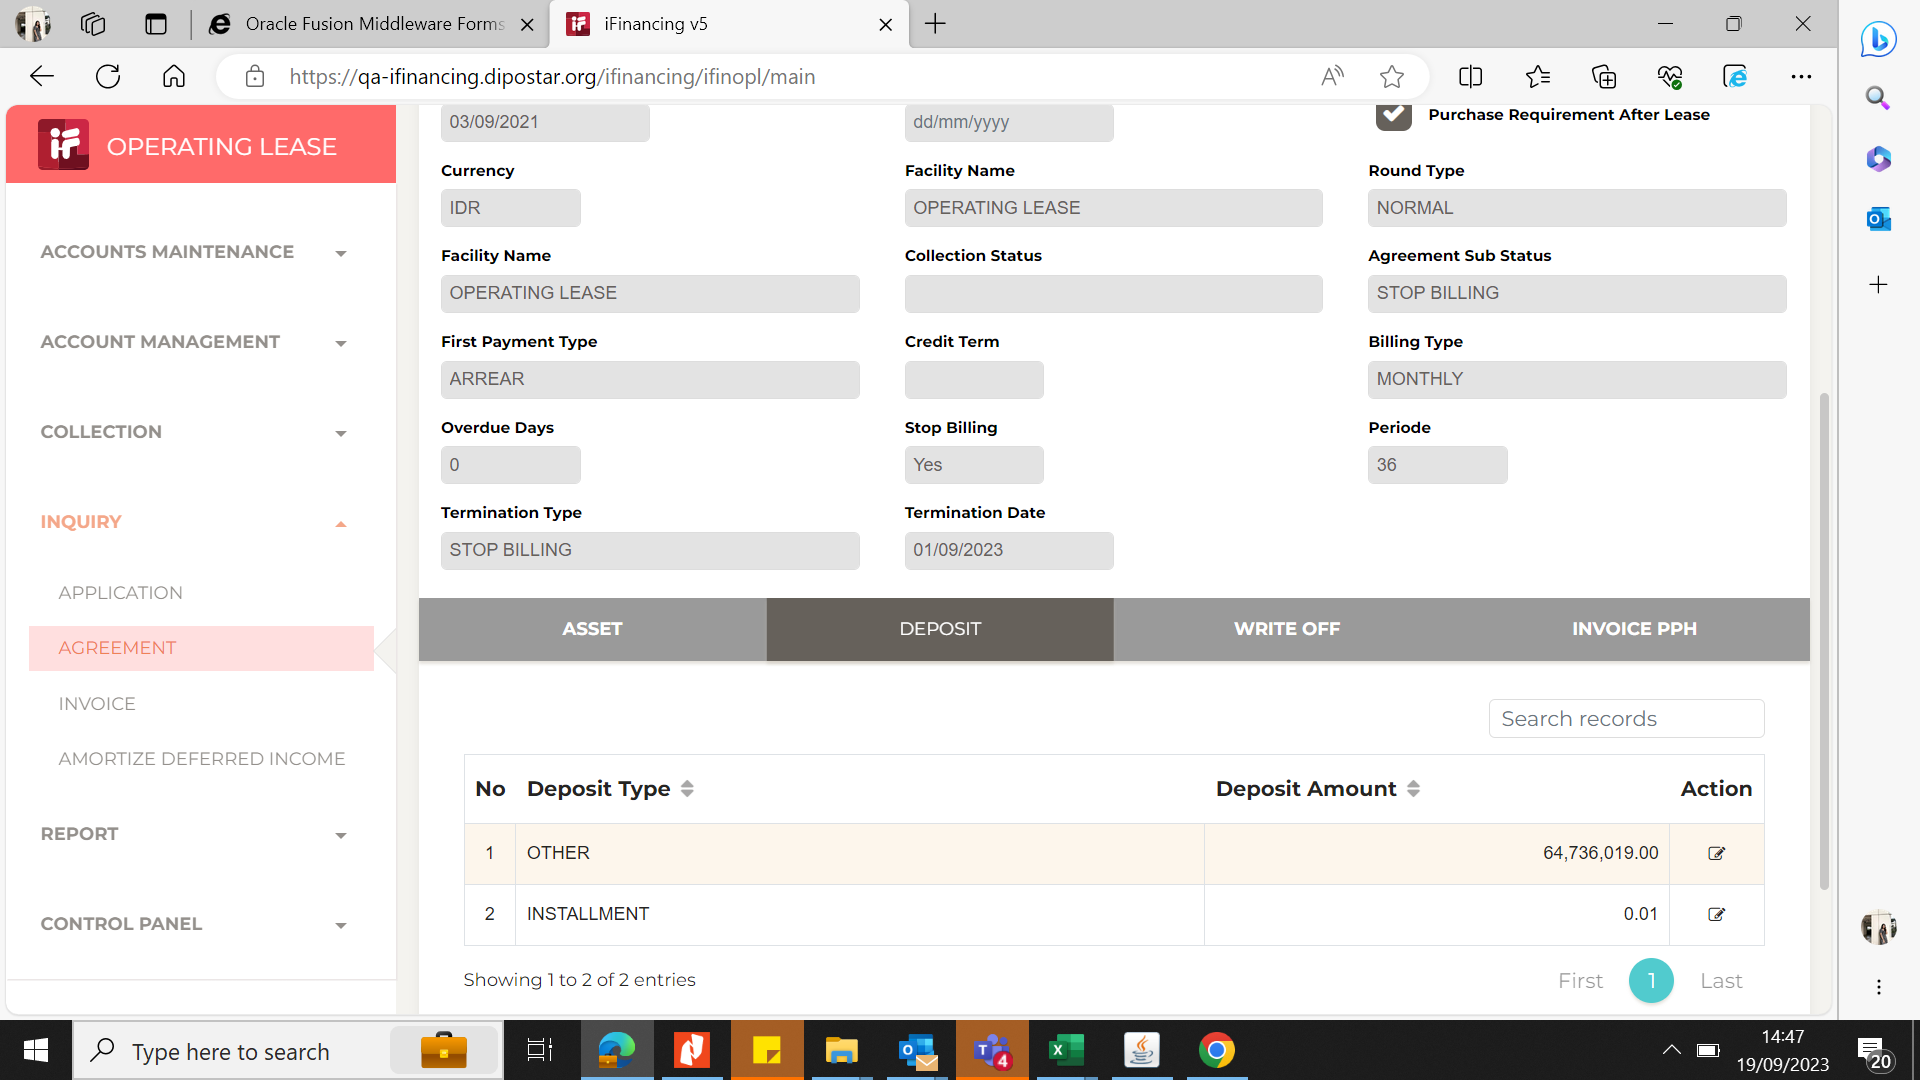 Oracle Fusion Middleware Forms
iFinancing v5
https://qa-ifinancing.dipostar.org/ifinancing/ifinopl/main
iF OPERATING LEASE
ACCOUNTS MAINTENANCE
ACCOUNT MANAGEMENT
COLLECTION
INQUIRY
APPLICATION
AGREEMENT
INVOICE
AMORTIZE DEFERRED INCOME
REPORT
CONTROL PANEL
03/09/2021
dd/mm/yyyy
Purchase Requirement After Lease
Currency
Facility Name
Round Type
IDR
OPERATING LEASE
NORMAL
Facility Name
Collection Status
Agreement Sub Status
OPERATING LEASE
STOP BILLING
First Payment Type
Credit Term
Billing Type
ARREAR
MONTHLY
Overdue Days
Stop Billing
Periode
0
Yes
36
Termination Type
Termination Date
STOP BILLING
01/09/2023
ASSET DEPOSIT WRITE OFF INVOICE PPH
Search records
No Deposit Type Deposit Amount Action
1 OTHER 64,736,019.00
2 INSTALLMENT 0.01
Showing 1 to 2 of 2 entries
First 1 Last
Type here to search
4
14:47
19/09/2023
20